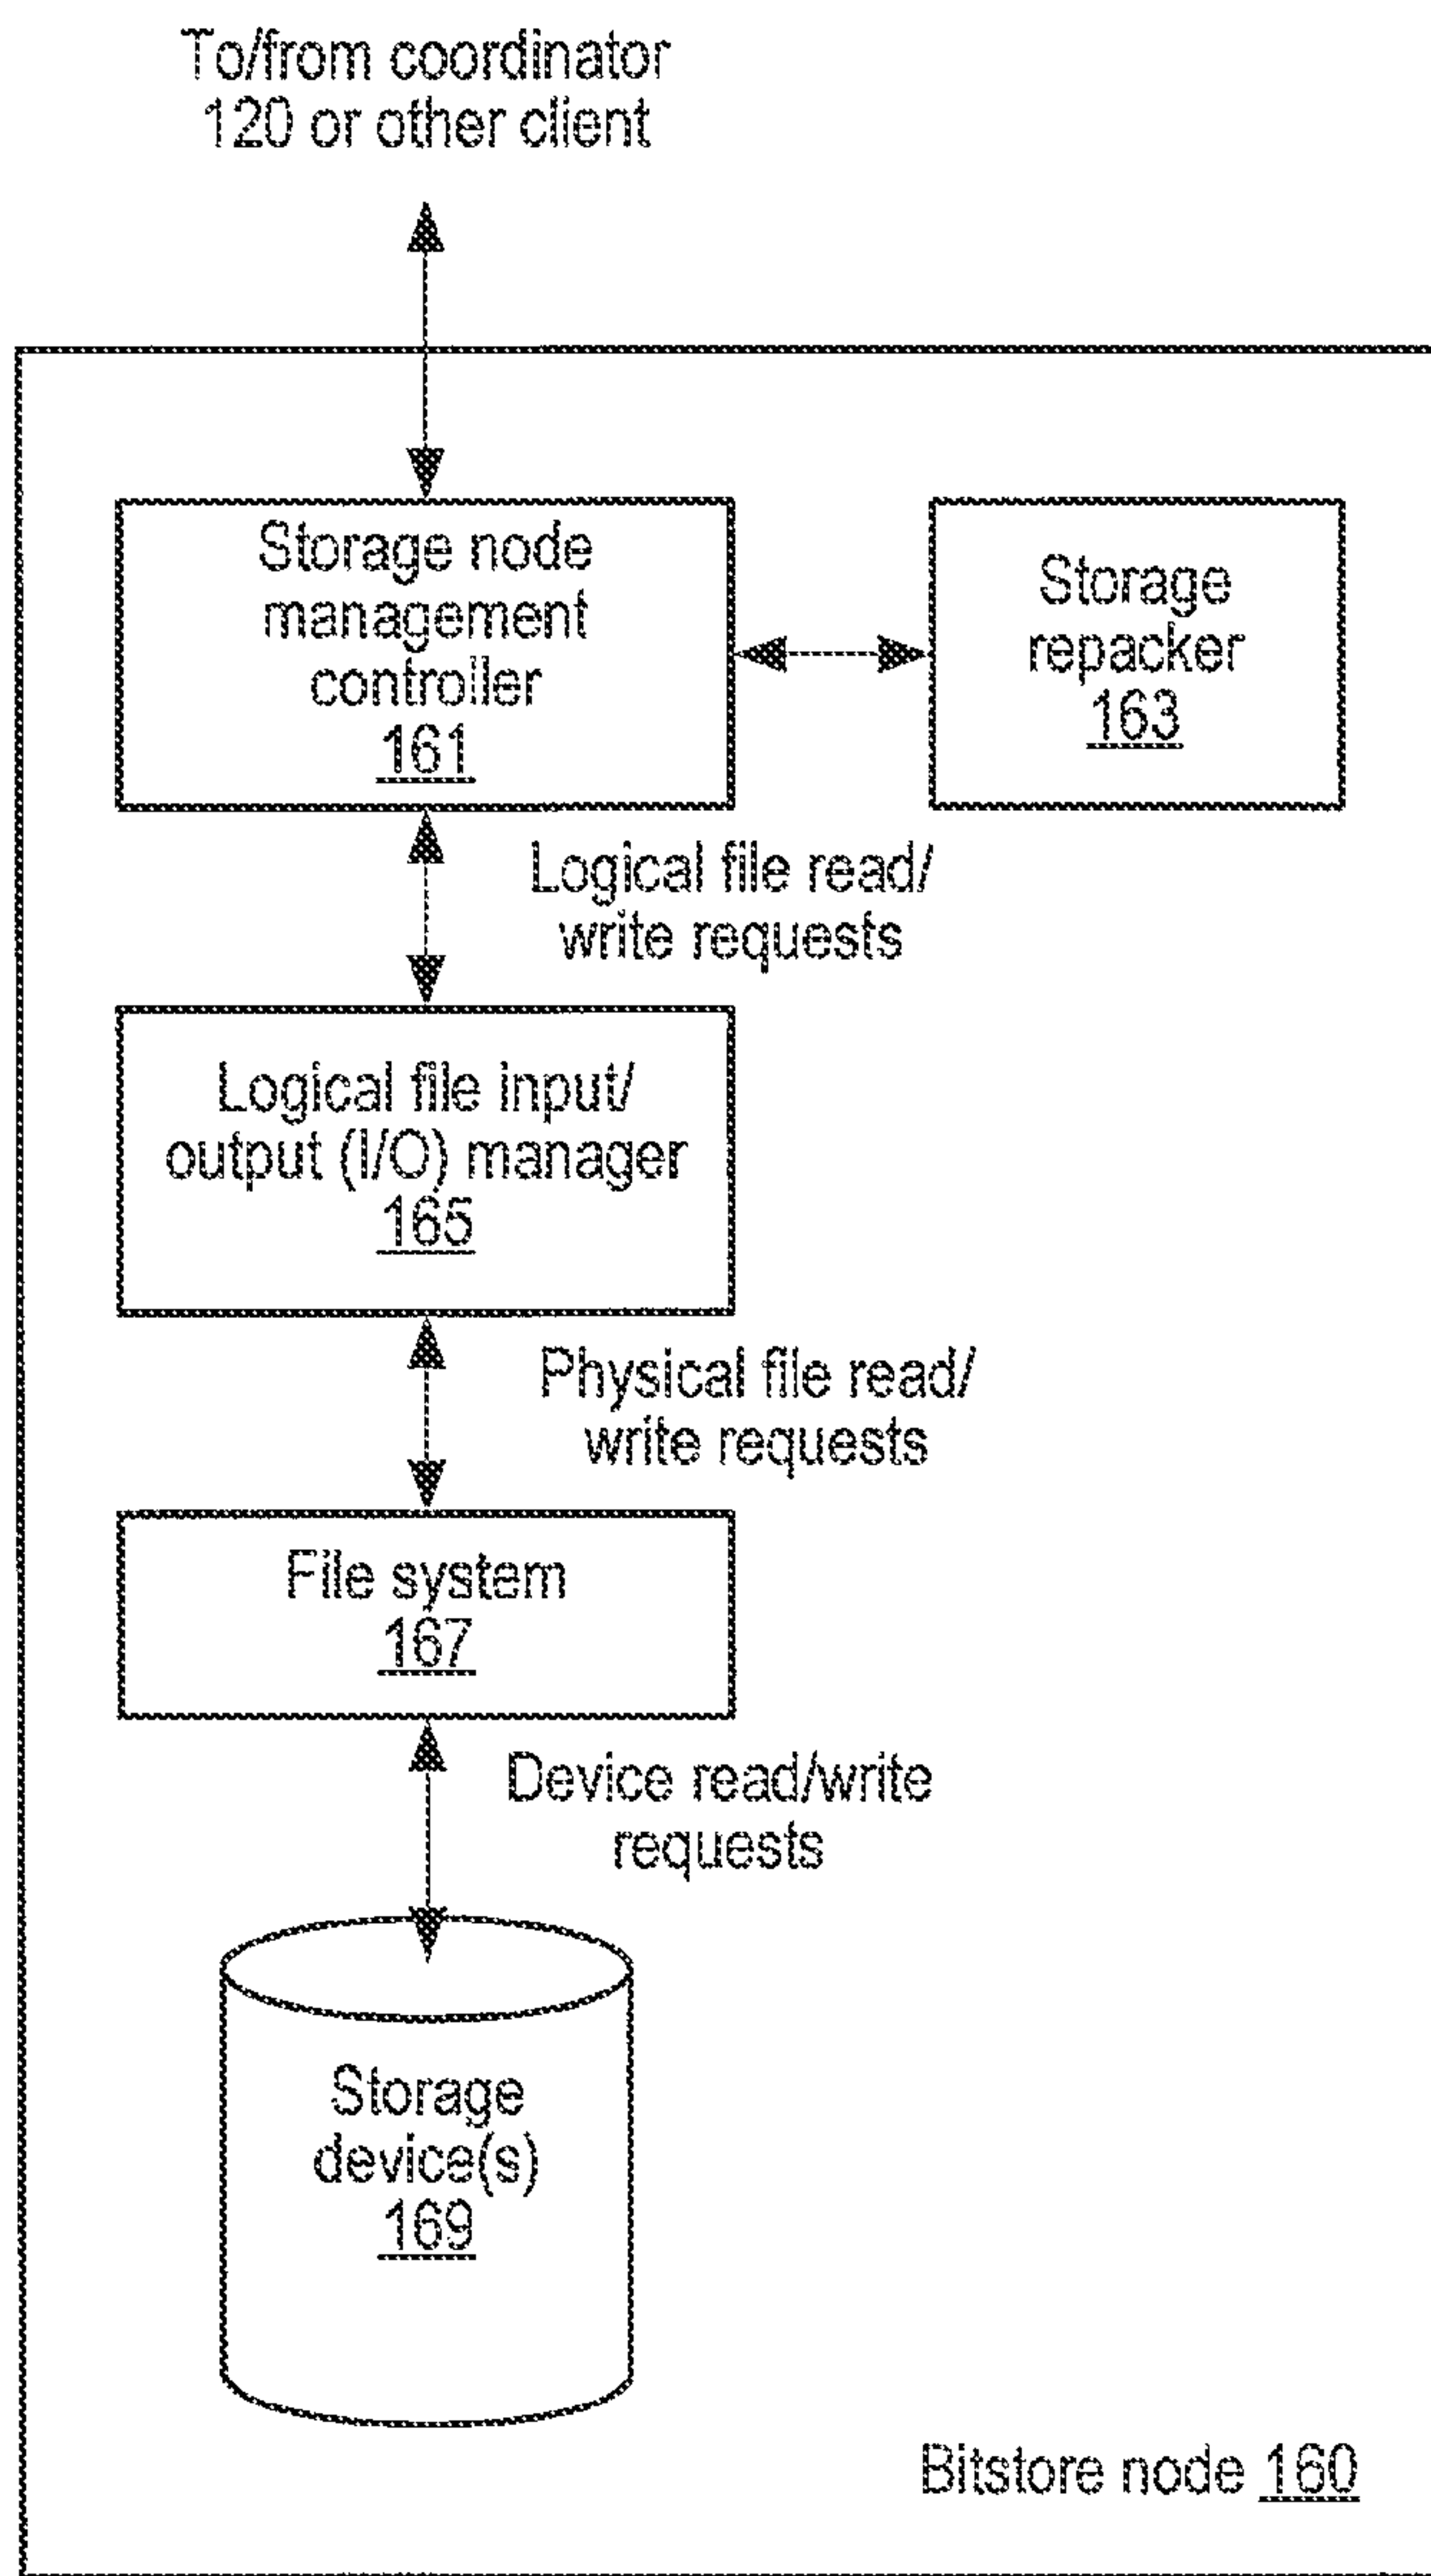 To/from coordinator
120 or other client
Storage node
management
controller
161
Storage
repacker
163
Logical file read/
write requests
Logical file input/
output (I/O) manager
165
Physical file read/
write requests
File system
167
Device read/write
requests
Storage
device(s)
169
Bitstore node 160